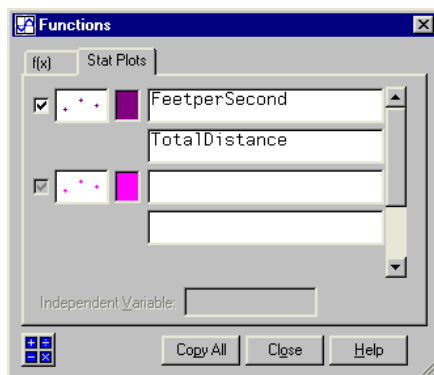 Functions
f(x)
Stat Plots
FeetperSecond
TotalDistance
Independent Variable:
Copy All
Close
Help